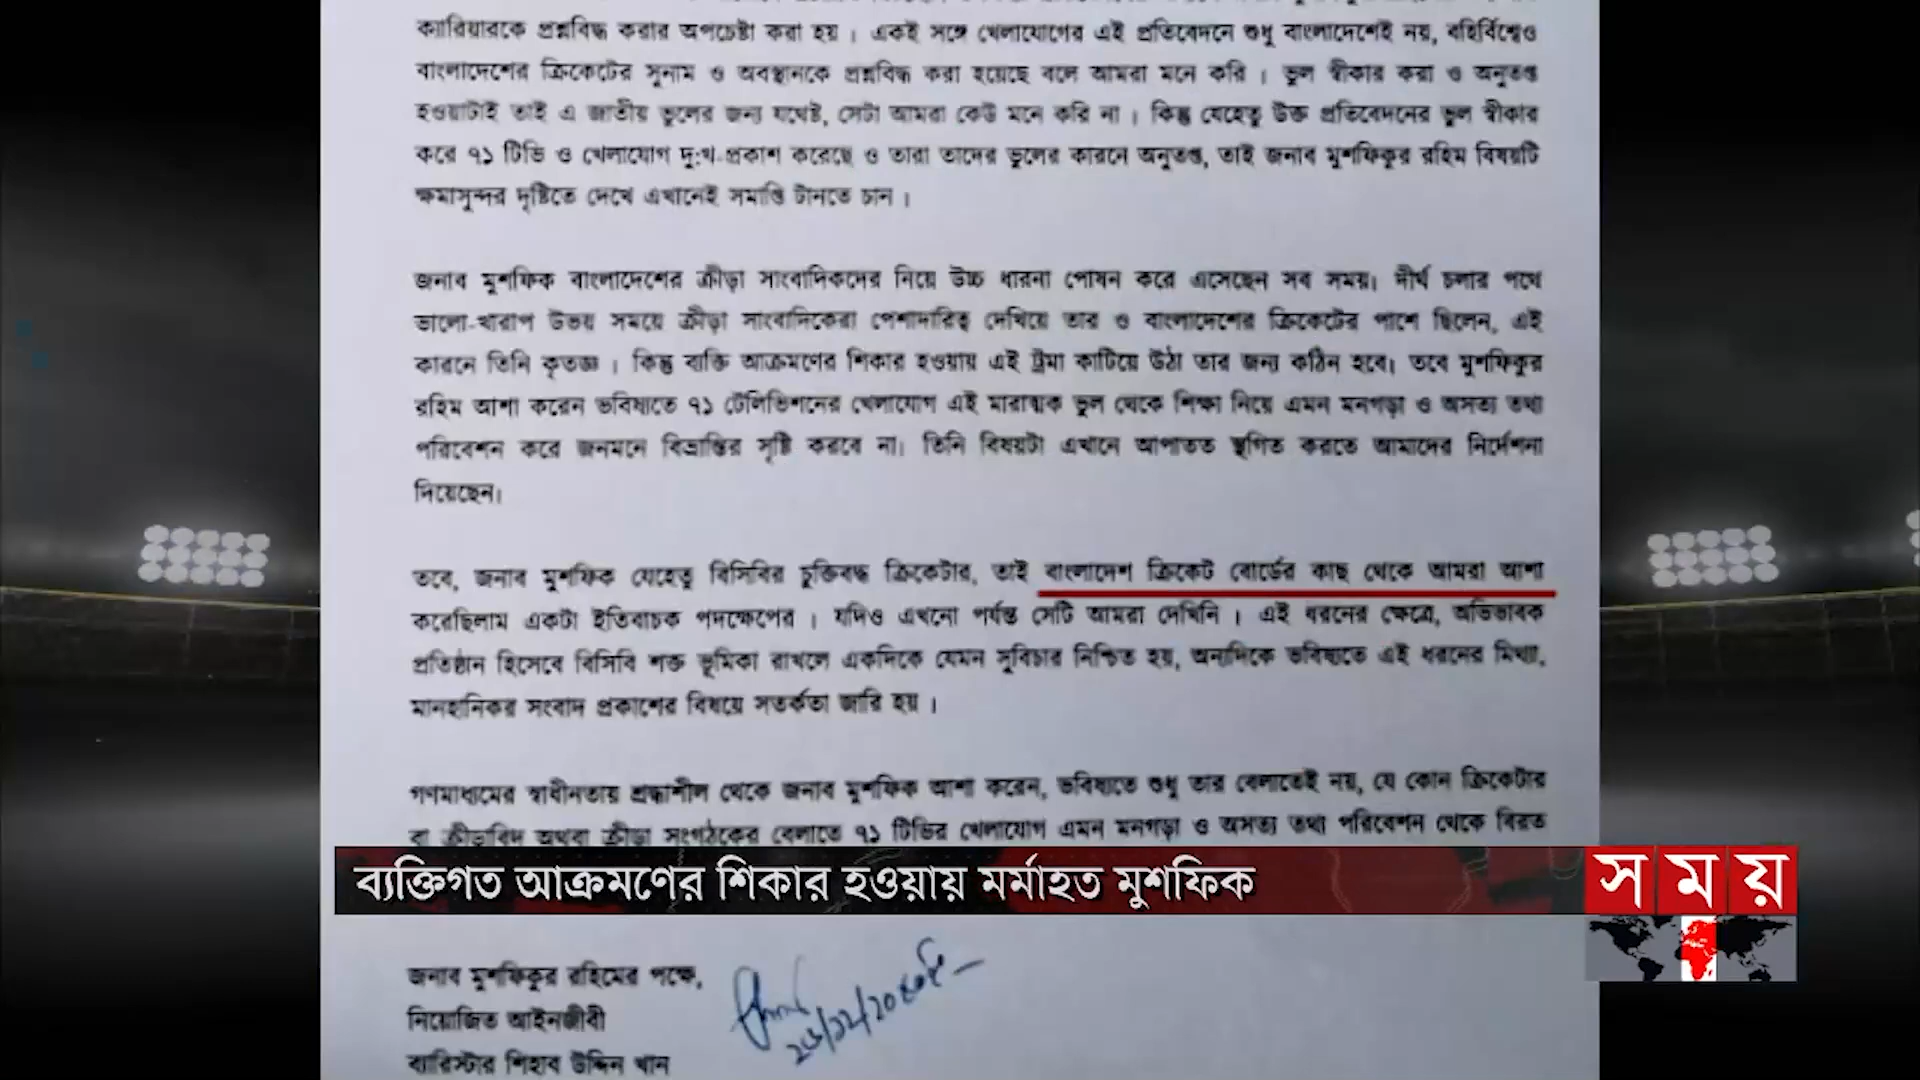 ক্যারিয়ারকে প্রশ্নবিদ্ধ করার অপচেষ্টা করা হয় । একই সঙ্গে খেলাযোগের এই প্রতিবেদনে শুধু বাংলাদেশেই নয়, বহির্বিশ্বেও
বাংলাদেশের ক্রিকেটের সুনাম ও অবস্থানকে প্রশ্নবিদ্ধ করা হয়েছে বলে আমরা মনে করি । ভুল স্বীকার করা ও অনুতপ্ত
হওয়াটাই তাই এ জাতীয় ভুলের জন্য যথেষ্ট, সেটা আমরা কেউ মনে করি না । কিন্তু যেহেতু উক্ত প্রতিবেদনের ভুল স্বীকার
করে ৭১ টিভি ও খেলাযোগ দু:খ-প্রকাশ করেছে ও তারা তাদের ভুলের কারনে অনুতপ্ত, তাই জনাব মুশফিকুর রহিম বিষয়টি
ক্ষমাসুন্দর দৃষ্টিতে দেখে এখানেই সমাপ্তি টানতে চান ।
জনাব মুশফিক বাংলাদেশের ক্রীড়া সাংবাদিকদের নিয়ে উচ্চ ধারনা পোষন করে এসেছেন সব সময়। দীর্ঘ চলার পথে
ভালো-খারাপ উভয় সময়ে ক্রীড়া সাংবাদিকেরা পেশাদারিত্ব দেখিয়ে তার ও বাংলাদেশের ক্রিকেটের পাশে ছিলেন, এই
কারনে তিনি কৃতজ্ঞ । কিন্তু ব্যক্তি আক্রমণের শিকার হওয়ায় এই ট্রমা কাটিয়ে উঠা তার জন্য কঠিন হবে। তবে মুশফিকুর
রহিম আশা করেন ভবিষ্যতে ৭১ টেলিভিশনের খেলাযোগ এই মারাত্মক ভুল থেকে শিক্ষা নিয়ে এমন মনগড়া ও অসত্য তথ্য
পরিবেশন করে জনমনে বিভ্রান্তির সৃষ্টি করবে না। তিনি বিষয়টা এখানে আপাতত স্থগিত করতে আমাদের নির্দেশনা
দিয়েছেন।
তবে, জনাব মুশফিক যেহেতু বিসিবির চুক্তিবদ্ধ ক্রিকেটার, তাই বাংলাদেশ ক্রিকেট বোর্ডের কাছ থেকে আমরা আশা
করেছিলাম একটা ইতিবাচক পদক্ষেপের । যদিও এখনো পর্যন্ত সেটি আমরা দেখিনি । এই ধরনের ক্ষেত্রে, অভিভাবক
প্রতিষ্ঠান হিসেবে বিসিবি শক্ত ভূমিকা রাখলে একদিকে যেমন সুবিচার নিশ্চিত হয়, অন্যদিকে ভবিষ্যতে এই ধরনের মিথ্যা,
মানহানিকর সংবাদ প্রকাশের বিষয়ে সতর্কতা জারি হয় ।
গণমাধ্যমের স্বাধীনতায় শ্রদ্ধাশীল থেকে জনাব মুশফিক আশা করেন, ভবিষ্যতে শুধু তার বেলাতেই নয়, যে কোন ক্রিকেটার
বা ক্রীড়াবিদ অথবা ক্রীড়া সংগঠকের বেলাতে ৭১ টিভির খেলাযোগ এমন মনগড়া ও অসত্য তথ্য পরিবেশন থেকে বিরত
ব্যক্তিগত আক্রমণের শিকার হওয়ায় মর্মাহত মুশফিক
সময়
জনাব মুশফিকুর রহিমের পক্ষে,
নিয়োজিত আইনজীবী
ব্যারিস্টার শিহাব উদ্দিন খান